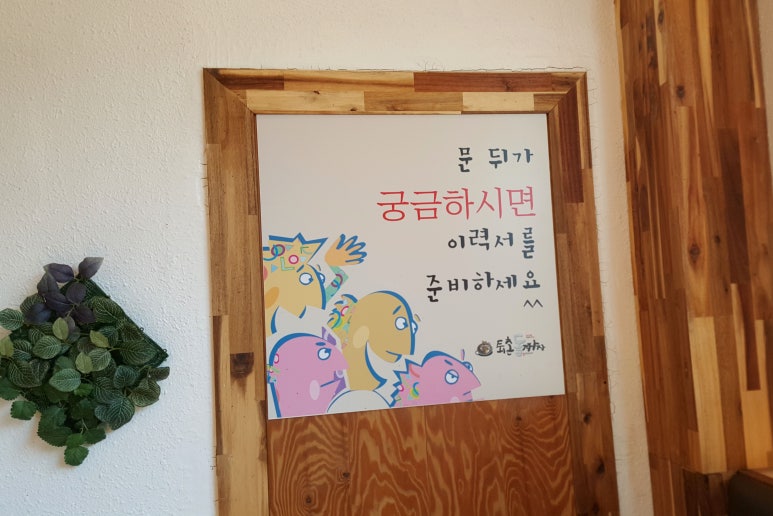 문 뒤가
궁금하시면
이력서를
준비하세요
^^